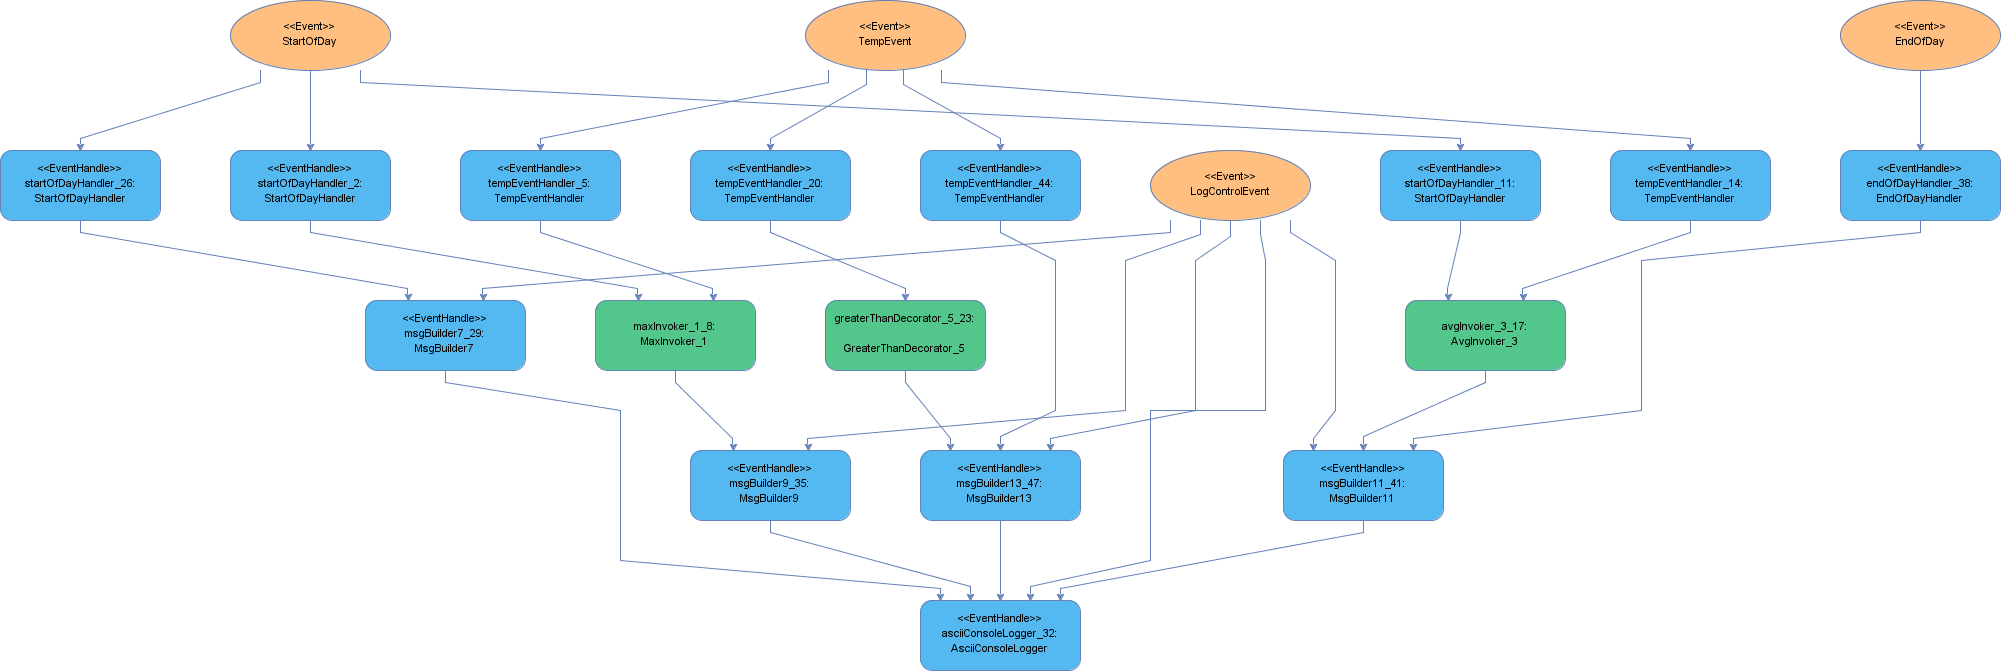 <<Event>>
StartOfDay
<<Event>>
TempEvent
<<Event>>
EndOfDay
<<EventHandle>>
startOfDayHandler_26:
StartOfDayHandler
<<EventHandle>>
startOfDayHandler_2:
StartOfDayHandler
<<EventHandle>>
tempEventHandler_5:
TempEventHandler
<<EventHandle>>
tempEventHandler_20:
TempEventHandler
<<EventHandle>>
tempEventHandler_44:
TempEventHandler
<<Event>>
LogControlEvent
<<EventHandle>>
startOfDayHandler_11:
StartOfDayHandler
<<EventHandle>>
tempEventHandler_14:
TempEventHandler
<<EventHandle>>
endOfDayHandler_38:
EndOfDayHandler
<<EventHandle>>
msgBuilder7_29:
MsgBuilder7
maxInvoker_1_8:
MaxInvoker_1
greaterThanDecorator_5_23:
GreaterThanDecorator_5
avgInvoker_3_17:
AvgInvoker_3
<<EventHandle>>
msgBuilder9_35:
MsgBuilder9
<<EventHandle>>
msgBuilder13_47:
MsgBuilder13
<<EventHandle>>
msgBuilder11_41:
MsgBuilder11
<<EventHandle>>
asciiConsoleLogger_32:
AsciiConsoleLogger